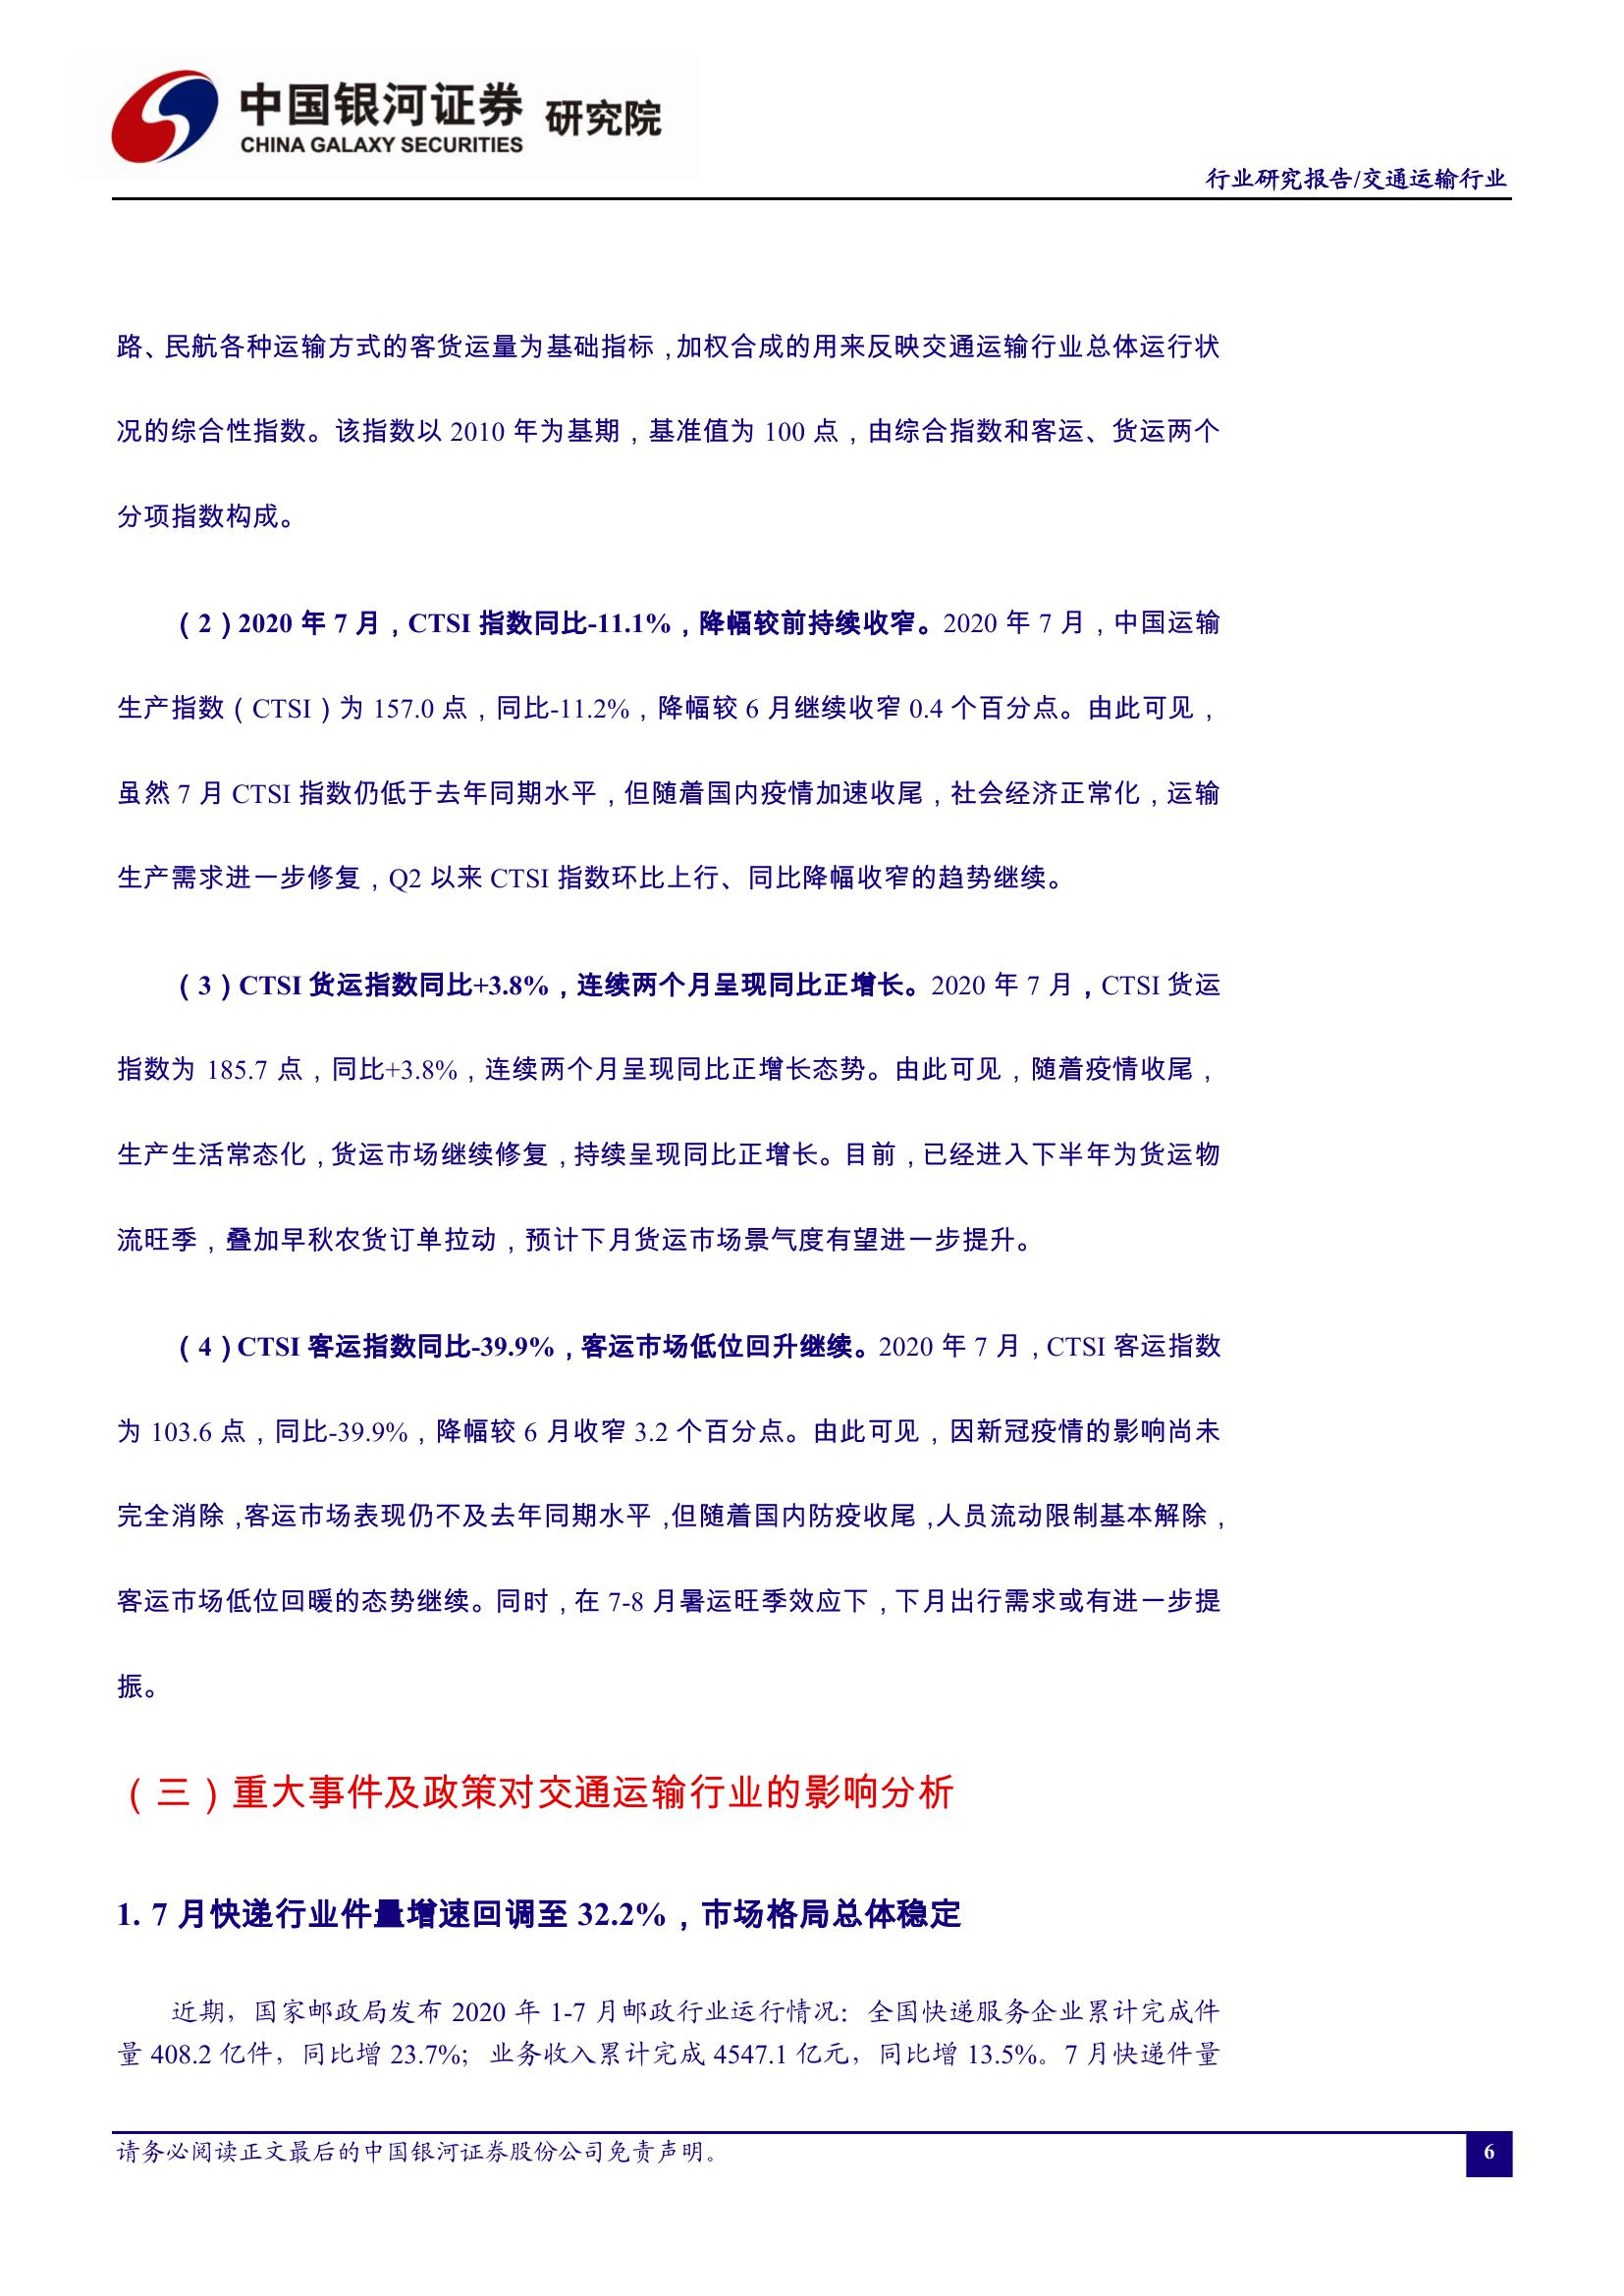 中国银河证券 研究院
CHINA GALAXY SECURITIES
行业研究报告/交通运输行业
路、民航各种运输方式的客货运量为基础指标，加权合成的用来反映交通运输行业总体运行状
况的综合性指数。该指数以 2010 年为基期，基准值为 100 点，由综合指数和客运、货运两个
分项指数构成。
（2）2020 年 7 月，CTSI 指数同比-11.1%，降幅较前持续收窄。2020 年 7 月，中国运输
生产指数（CTSI）为 157.0 点，同比-11.2%，降幅较 6 月继续收窄 0.4 个百分点。由此可见，
虽然 7 月 CTSI 指数仍低于去年同期水平，但随着国内疫情加速收尾，社会经济正常化，运输
生产需求进一步修复，Q2 以来 CTSI 指数环比上行、同比降幅收窄的趋势继续。
（3）CTSI 货运指数同比+3.8%，连续两个月呈现同比正增长。2020 年 7 月，CTSI 货运
指数为 185.7 点，同比+3.8%，连续两个月呈现同比正增长态势。由此可见，随着疫情收尾，
生产生活常态化，货运市场继续修复，持续呈现同比正增长。目前，已经进入下半年为货运物
流旺季，叠加早秋农货订单拉动，预计下月货运市场景气度有望进一步提升。
（4）CTSI 客运指数同比-39.9%，客运市场低位回升继续。2020 年 7 月，CTSI 客运指数
为 103.6 点，同比-39.9%，降幅较 6 月收窄 3.2 个百分点。由此可见，因新冠疫情的影响尚未
完全消除，客运市场表现仍不及去年同期水平，但随着国内防疫收尾，人员流动限制基本解除，
客运市场低位回暖的态势继续。同时，在 7-8 月暑运旺季效应下，下月出行需求或有进一步提
振。
（三）重大事件及政策对交通运输行业的影响分析
1. 7 月快递行业件量增速回调至 32.2%，市场格局总体稳定
近期，国家邮政局发布 2020 年 1-7 月邮政行业运行情况：全国快递服务企业累计完成件
量 408.2 亿件，同比增 23.7%；业务收入累计完成 4547.1 亿元，同比增 13.5%。7 月快递件量
请务必阅读正文最后的中国银河证券股份公司免责声明。
6